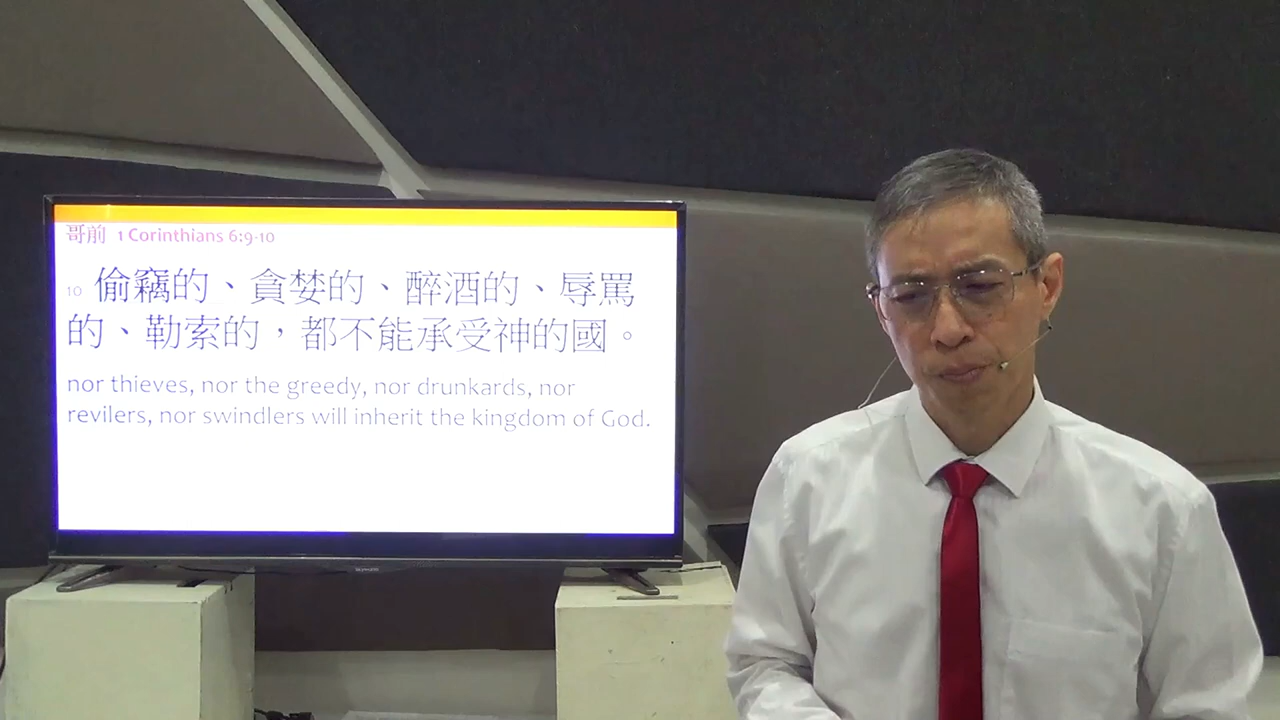 哥前 1 Corinthians 6:9-10
10 偷竊的、貪婪的、醉酒的、辱罵
的、勒索的，都不能承受神的國。
nor thieves, nor the greedy, nor drunkards, nor
revilers, nor swindlers will inherit the kingdom of God.